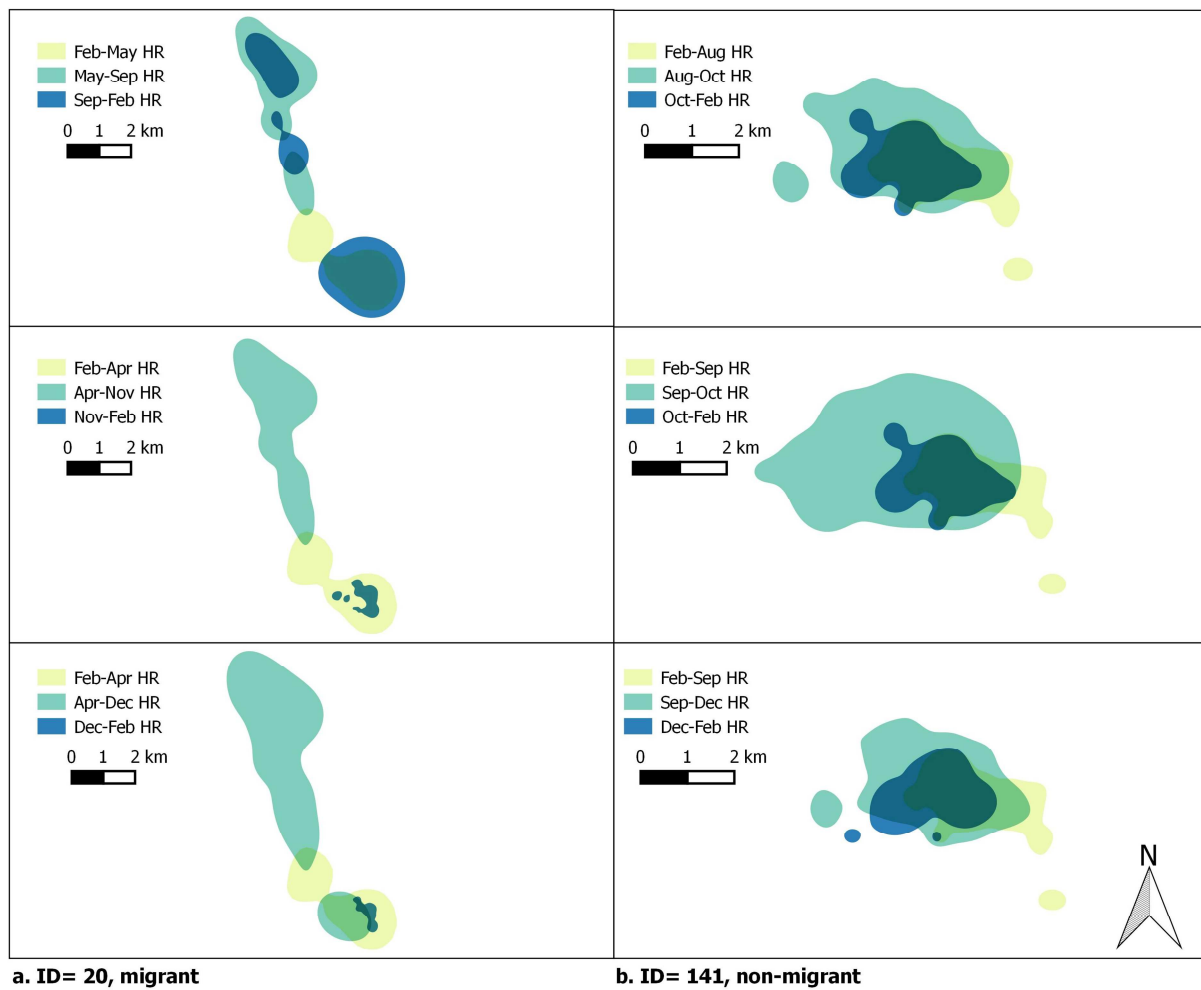 Feb-May HR
May-Sep HR
Sep-Feb HR
0 1 2 km
Feb-Aug HR
Aug-Oct HR
Oct-Feb HR
0 1 2 km
Feb-Apr HR
Apr-Nov HR
Nov-Feb HR
0 1 2 km
Feb-Sep HR
Sep-Oct HR
Oct-Feb HR
0 1 2 km
Feb-Apr HR
Apr-Dec HR
Dec-Feb HR
0 1 2 km
Feb-Sep HR
Sep-Dec HR
Dec-Feb HR
0 1 2 km
N
a. ID= 20, migrant
b. ID= 141, non-migrant